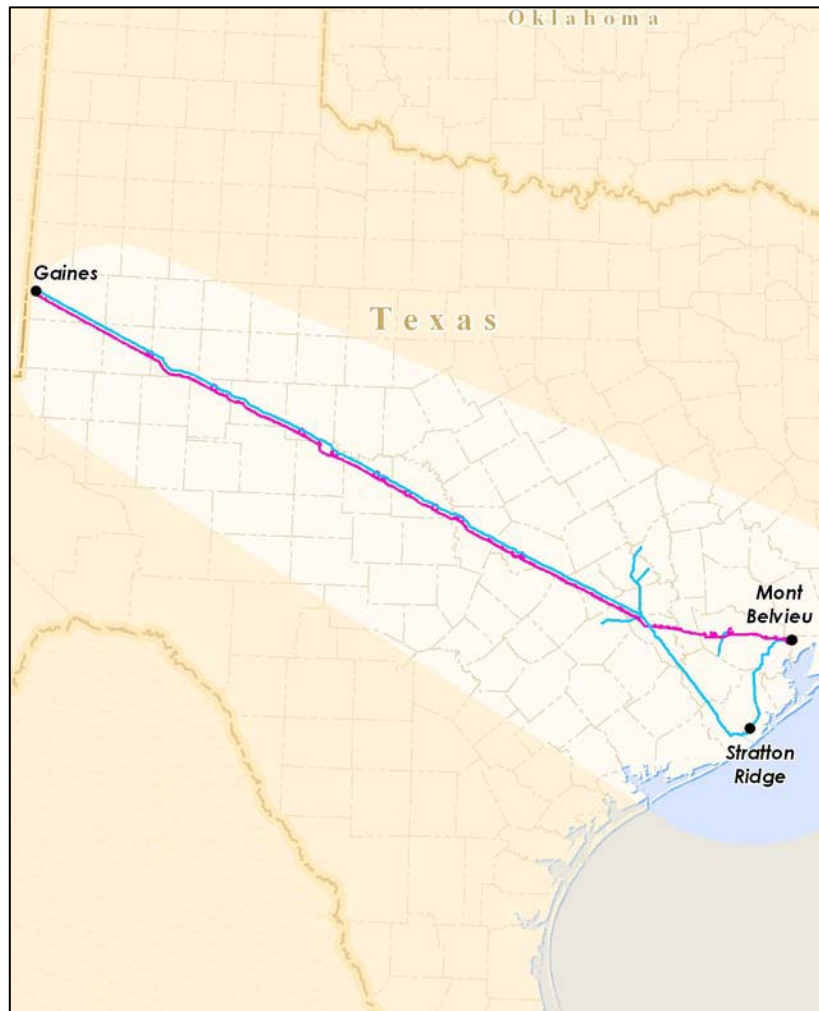 Oklahoma
Gaines
Texas
Mont
Belvieu
Stratton
Ridge